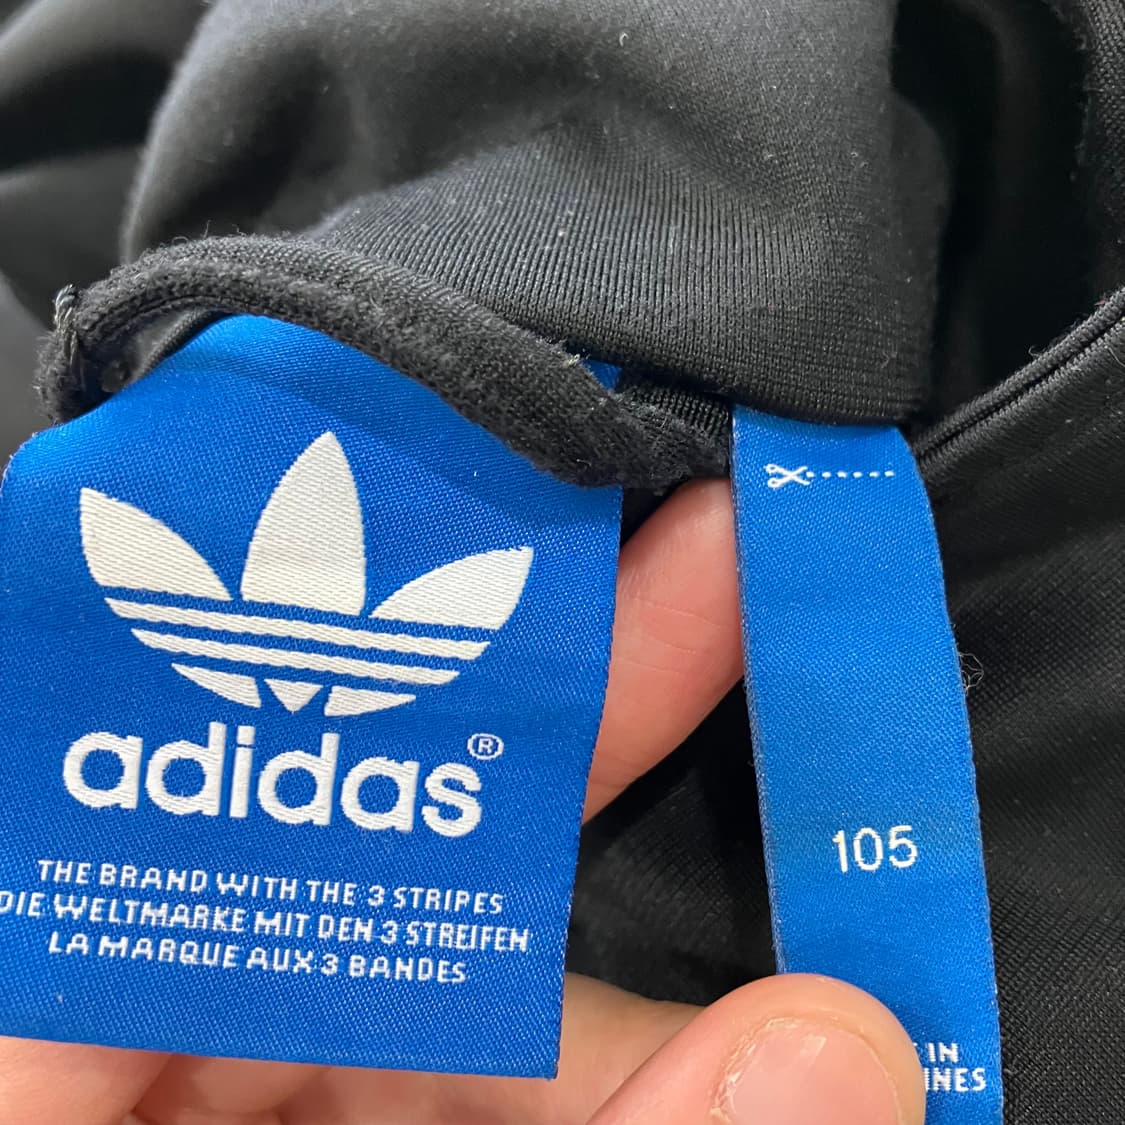 adidas®
THE BRAND WITH THE 3 STRIPES
DIE WELTMARKE MIT DEN 3 STREIFEN
LA MARQUE AUX 3 BANDES
105
IN